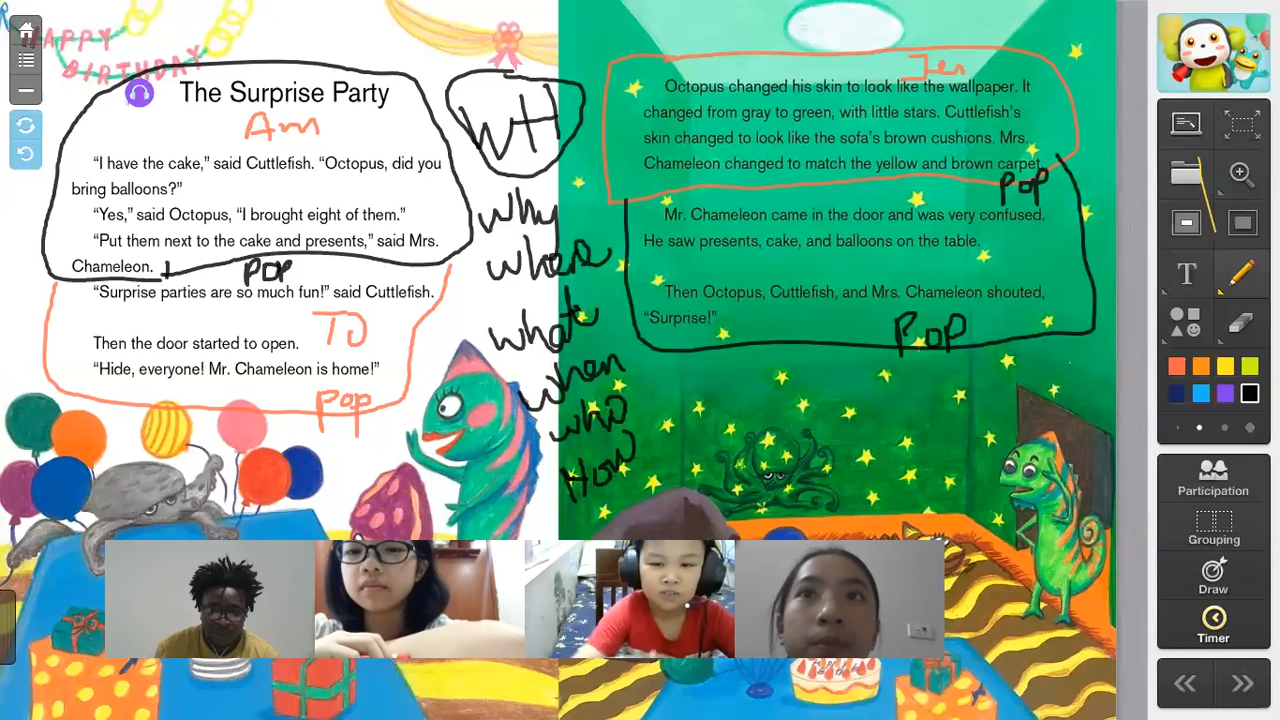 HAPPY
BIRTHDAY
The Surprise Party
Ann
“I have the cake,” said Cuttlefish. “Octopus, did you
bring balloons?”
“Yes,” said Octopus, “I brought eight of them.”
“Put them next to the cake and presents,” said Mrs.
Chameleon.
POP
“Surprise parties are so much fun!” said Cuttlefish.
TO
Then the door started to open.
“Hide, everyone! Mr. Chameleon is home!”
POP
WH
why
where
what
when
who
How
Jen
Octopus changed his skin to look like the wallpaper. It
changed from gray to green, with little stars. Cuttlefish’s
skin changed to look like the sofa’s brown cushions. Mrs.
Chameleon changed to match the yellow and brown carpet.
POP
Mr. Chameleon came in the door and was very confused.
He saw presents, cake, and balloons on the table.
Then Octopus, Cuttlefish, and Mrs. Chameleon shouted,
“Surprise!”
POP
T
Participation
Grouping
Draw
Timer